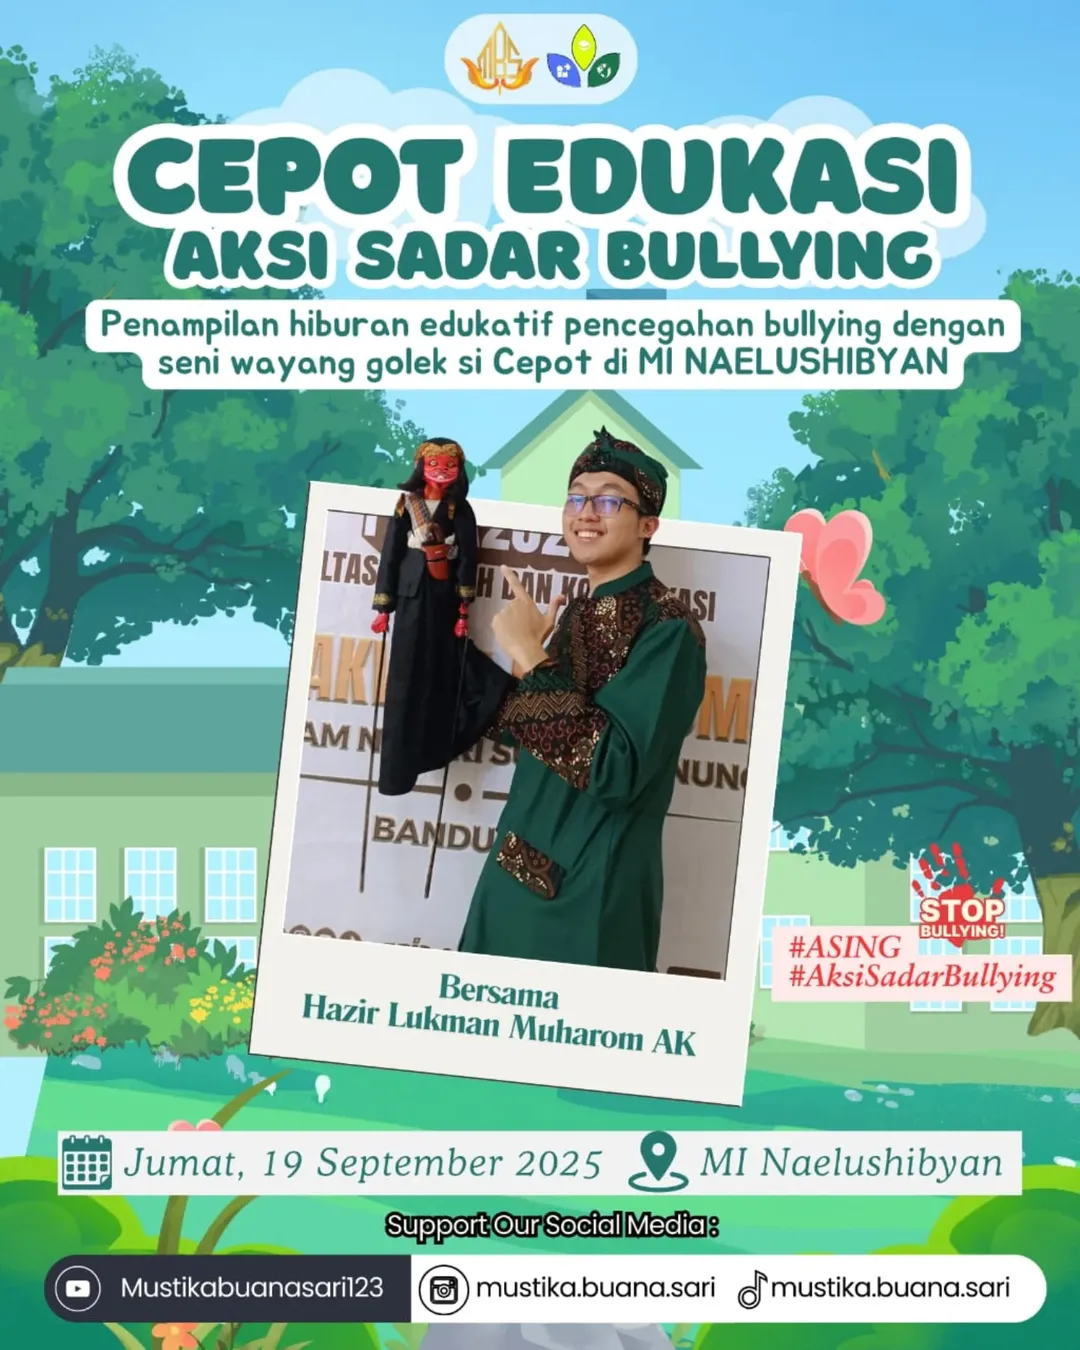 MBS
CEPOT EDUKASI
AKSI SADAR BULLYING
Penampilan hiburan edukatif pencegahan bullying dengan
seni wayang golek si Cepot di MI NAELUSHIBYAN
BANDU
Bersama
Hazir Lukman Muharom AK
STOP
BULLYING!
#ASING
#AksiSadarBullying
Jumat, 19 September 2025
MI Naelushibyan
Support Our Social Media :
Mustikabuanasari123
mustika.buana.sari
mustika.buana.sari